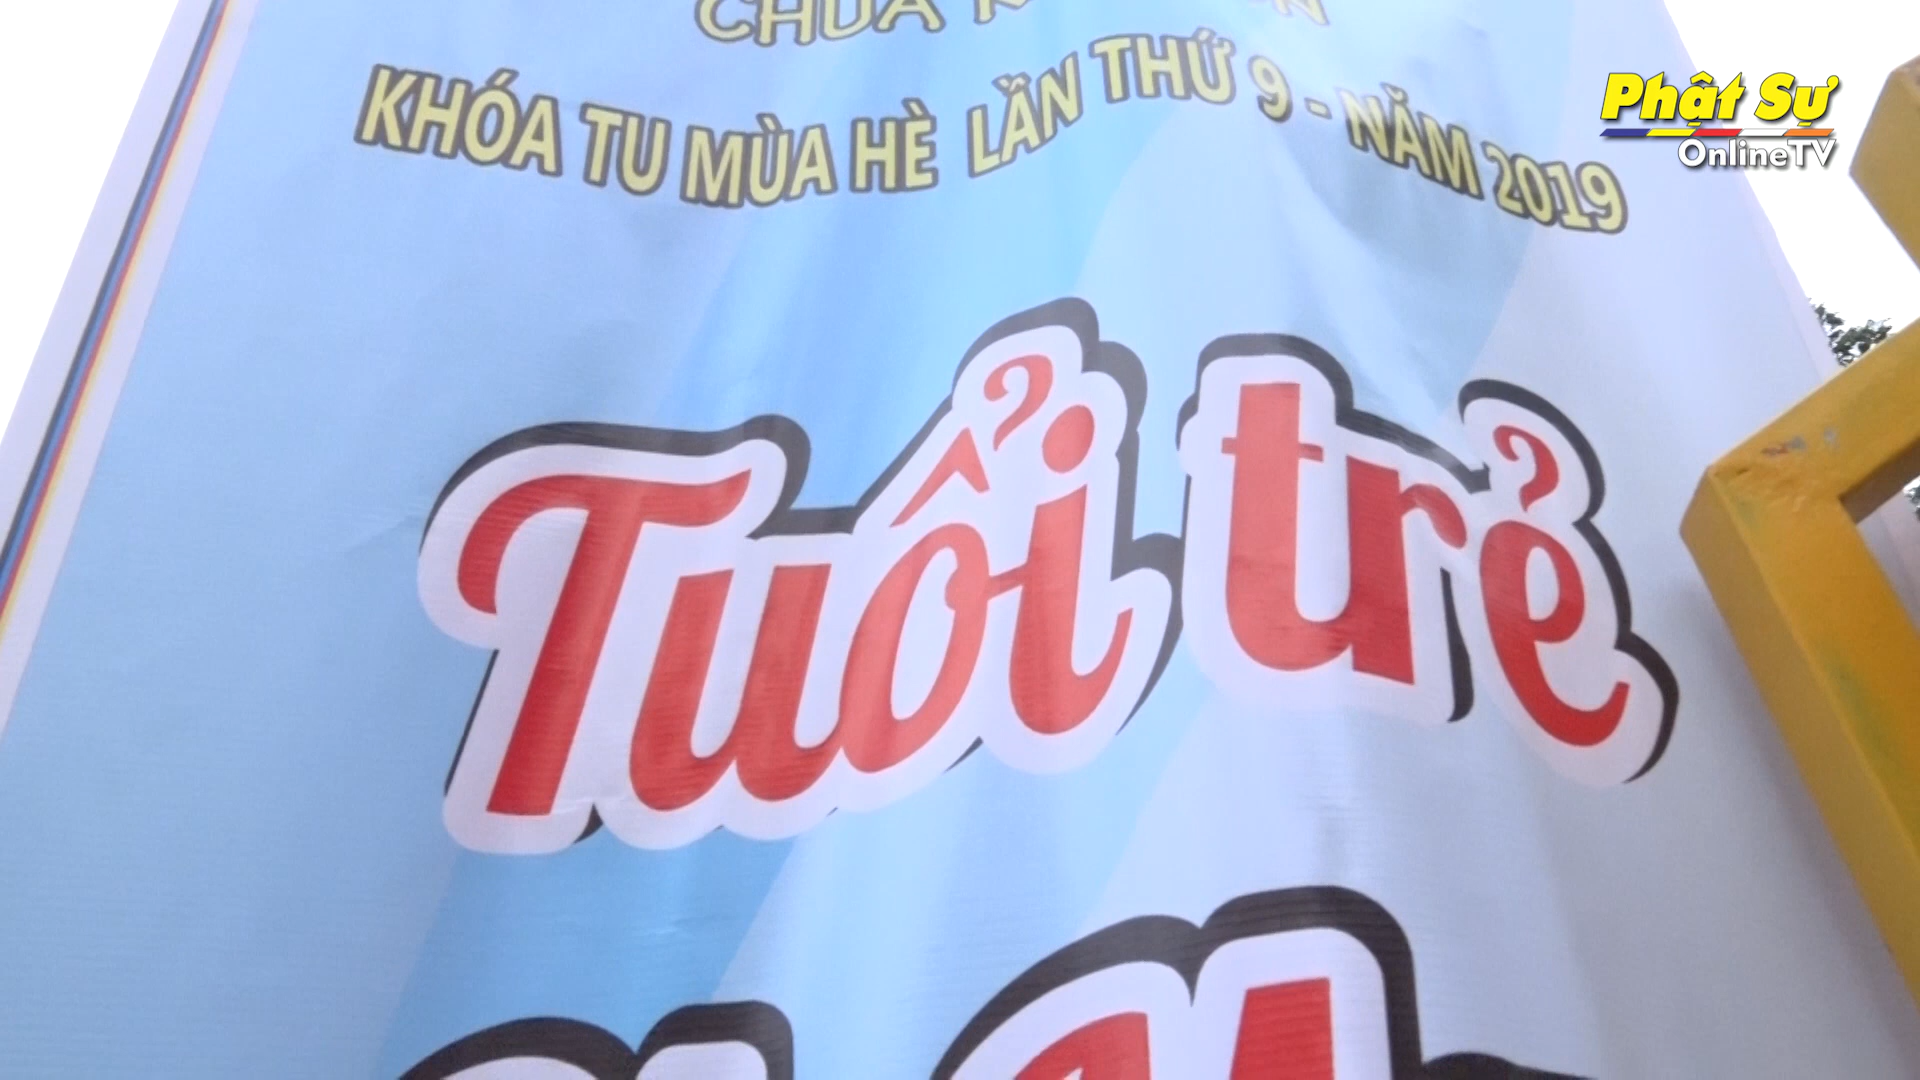 CHÙA
KHÓA TU MÙA HÈ LẦN THỨ 9 - NĂM 2019
Phật Sự
OnlineTV
Tuổi trẻ